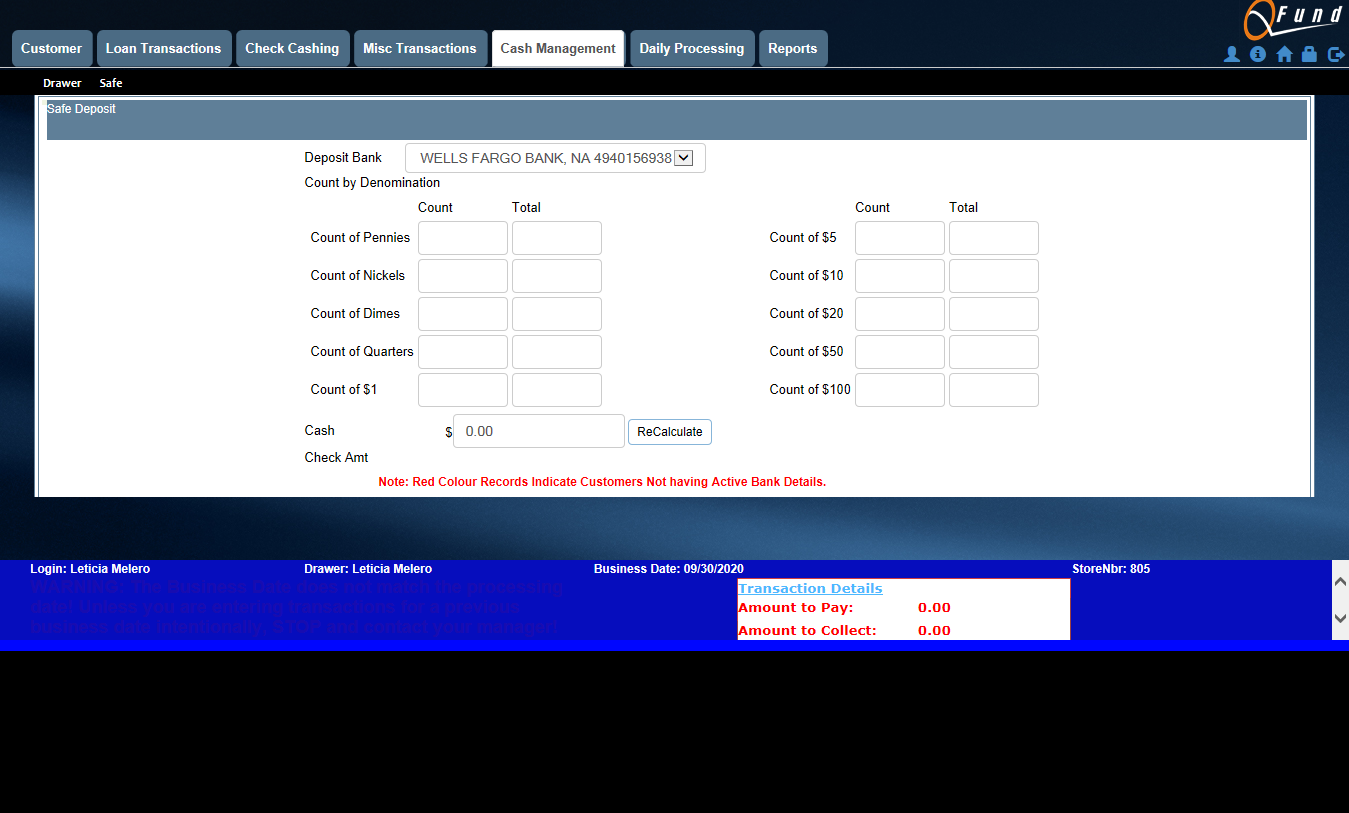 QFund
Customer Loan Transactions Check Cashing Misc Transactions Cash Management Daily Processing Reports
Drawer Safe
Safe Deposit
Deposit Bank WELLS FARGO BANK, NA 4940156938
Count by Denomination
Count Total Count Total
Count of Pennies Count of $5
Count of Nickels Count of $10
Count of Dimes Count of $20
Count of Quarters Count of $50
Count of $1 Count of $100
Cash $ 0.00 ReCalculate
Check Amt
Note: Red Colour Records Indicate Customers Not having Active Bank Details.
Login: Leticia Melero Drawer: Leticia Melero Business Date: 09/30/2020 StoreNbr: 805
WARNING: The Business Date does not match the processing
date! Unless you are entering transactions for a previous
business date intentionally, STOP and contact your manager!
Transaction Details
Amount to Pay: 0.00
Amount to Collect: 0.00